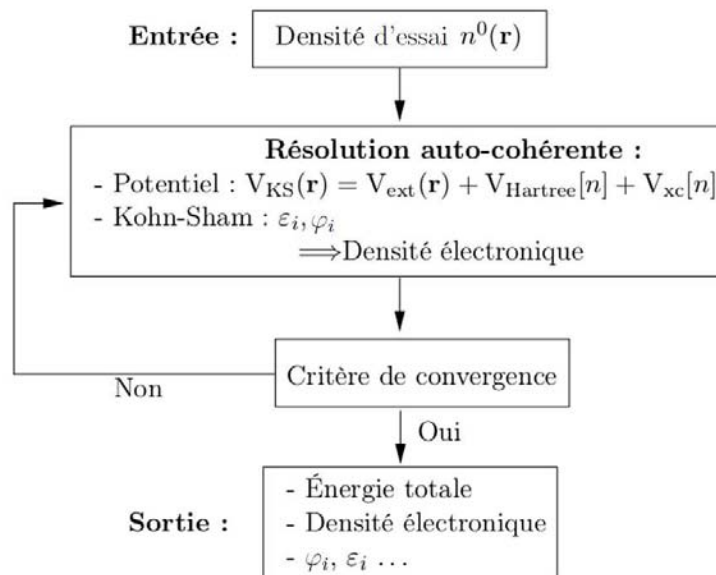 Entrée : Densité d'essai n⁰(r)
Résolution auto-cohérente :
- Potentiel : V_KS(r) = V_ext(r) + V_Hartree[n] + V_xc[n]
- Kohn-Sham : ε_i, φ_i
⟹Densité électronique
Critère de convergence
Non
Oui
- Énergie totale
Sortie : - Densité électronique
- φ_i, ε_i ...